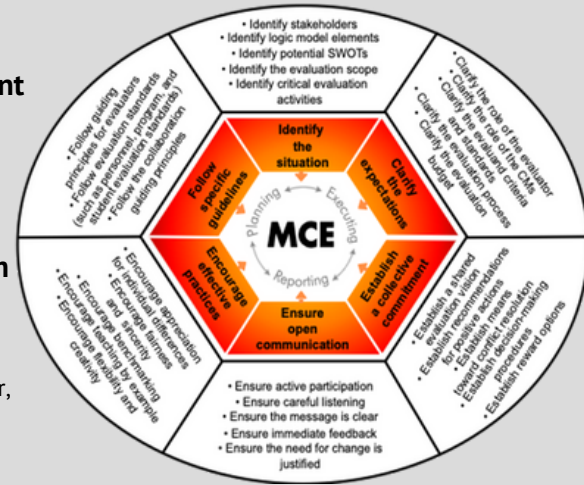 nt
n
r,
• Identify stakeholders
• Identify logic model elements
• Identify potential SWOTs
• Identify the evaluation scope
• Identify critical evaluation
activities
Identify
the
situation
• Clarify the role of the evaluator
• Clarify the role of the CMs
• Clarify the evaluand criteria
and standards
• Clarify the evaluation process
• Clarify the evaluation
budget
Clarify
the
expectations
• Establish a shared
evaluation vision
• Establish recommendations
for positive actions
• Establish means
toward conflict resolution
• Establish decision-making
procedures
• Establish reward options
Establish
a collective
commitment
Ensure
open
communication
• Ensure active participation
• Ensure careful listening
• Ensure the message is clear
• Ensure immediate feedback
• Ensure the need for change is
justified
Encourage
effective
practices
• Encourage appreciation
for individual differences
• Encourage fairness
and sincerity
• Encourage benchmarking
• Encourage teaching by example
• Encourage flexibility and
creativity
Follow
specific
guidelines
• Follow guiding
principles for evaluators
• Follow evaluation standards
(such as personnel, program, and
student evaluation standards)
• Follow the collaboration
guiding principles
Planning
Executing
MCE
Reporting